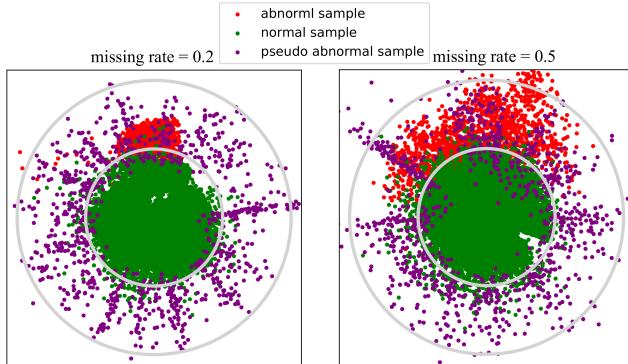 abnorml sample
normal sample
pseudo abnormal sample
missing rate = 0.2
missing rate = 0.5